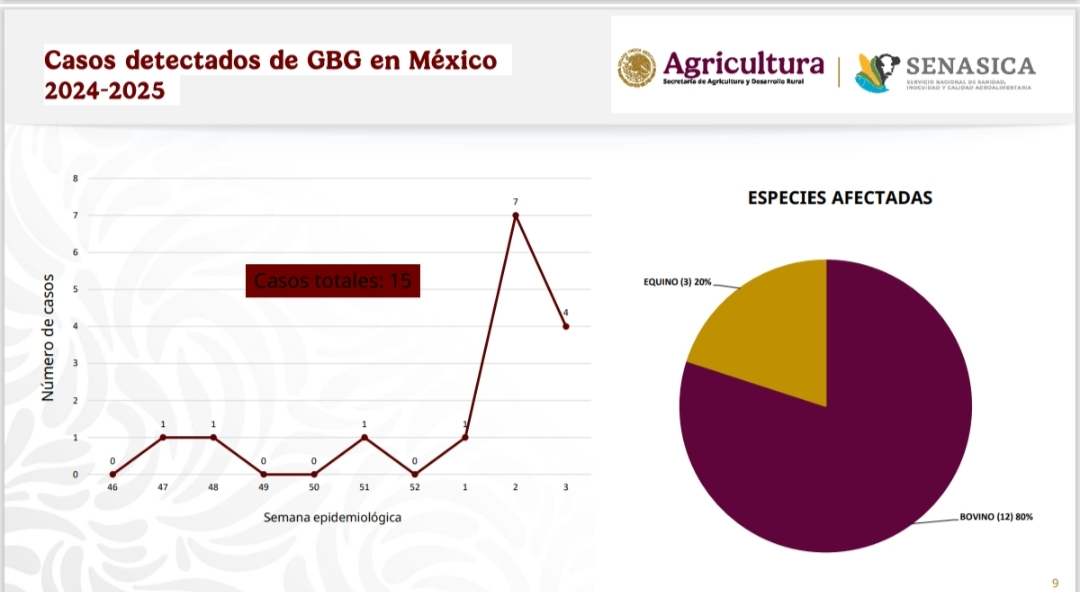 Casos detectados de GBG en México
2024-2025
Agricultura
Secretaría de Agricultura y Desarrollo Rural
SENASICA
SERVICIO NACIONAL DE SANIDAD,
INOCUIDAD Y CALIDAD AGROALIMENTARIA
Número de casos
8
7
6
5
4
3
2
1
0
Casos totales: 15
0
1
1
0
0
1
0
1
7
4
46
47
48
49
50
51
52
1
2
3
Semana epidemiológica
ESPECIES AFECTADAS
EQUINO (3) 20%
BOVINO (12) 80%
9